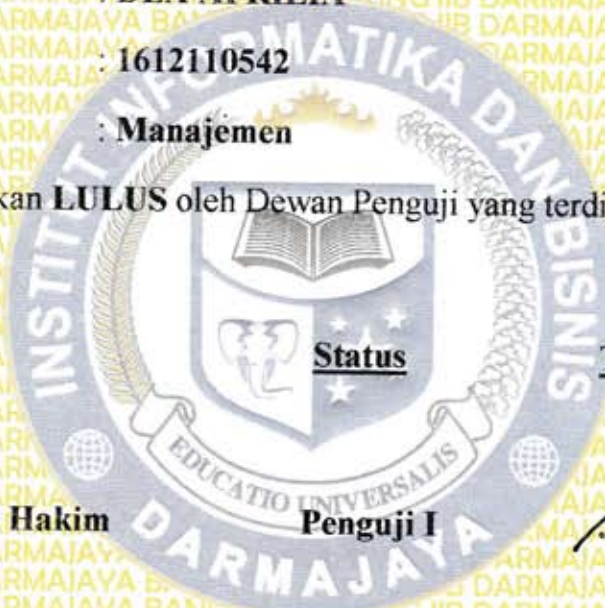 : 1612110542
: Manajemen
kan LULUS oleh Dewan Penguji yang terdi
Status
Hakim Penguji I
INSTITUT INFORMATIKA DAN BISNIS
DARMAJAYA
EDUCATIO UNIVERSALIS